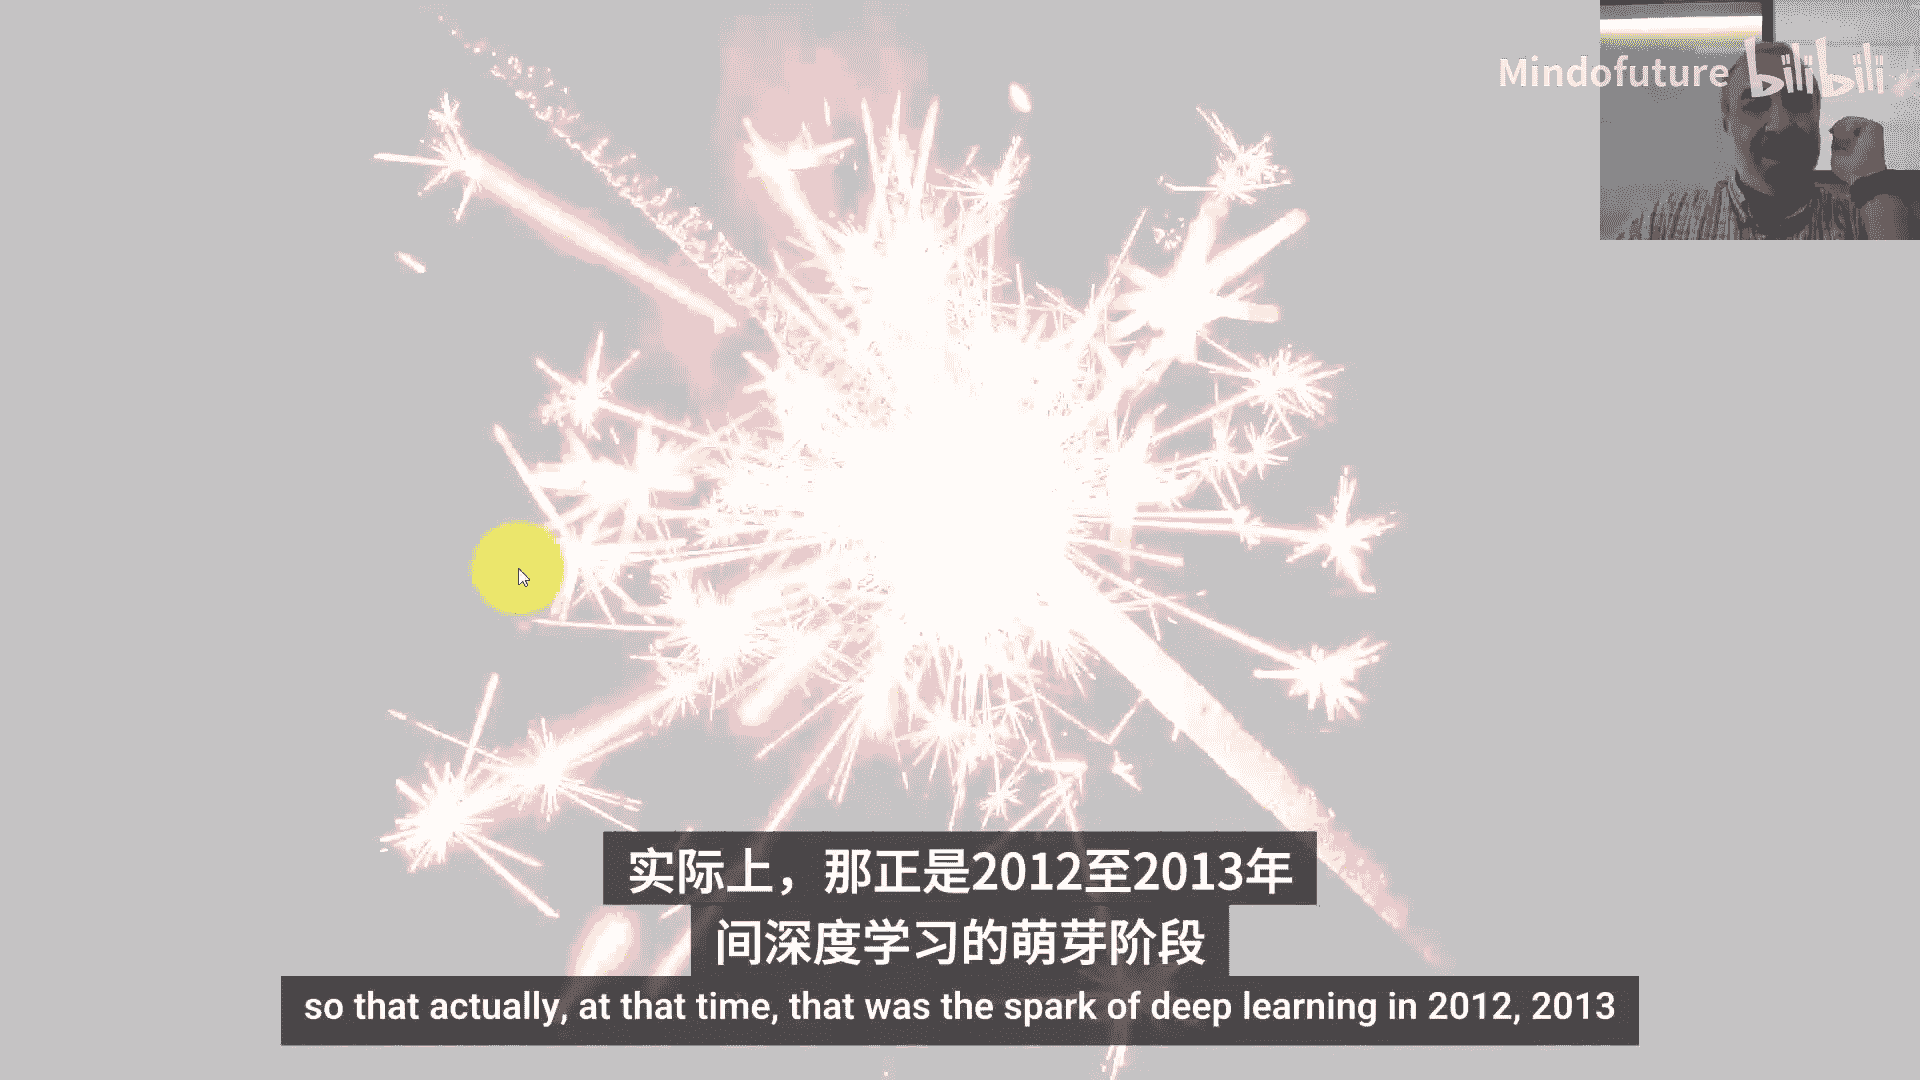 Mindofuture bilibili
实际上，那正是2012至2013年
间深度学习的萌芽阶段
so that actually, at that time, that was the spark of deep learning in 2012, 2013